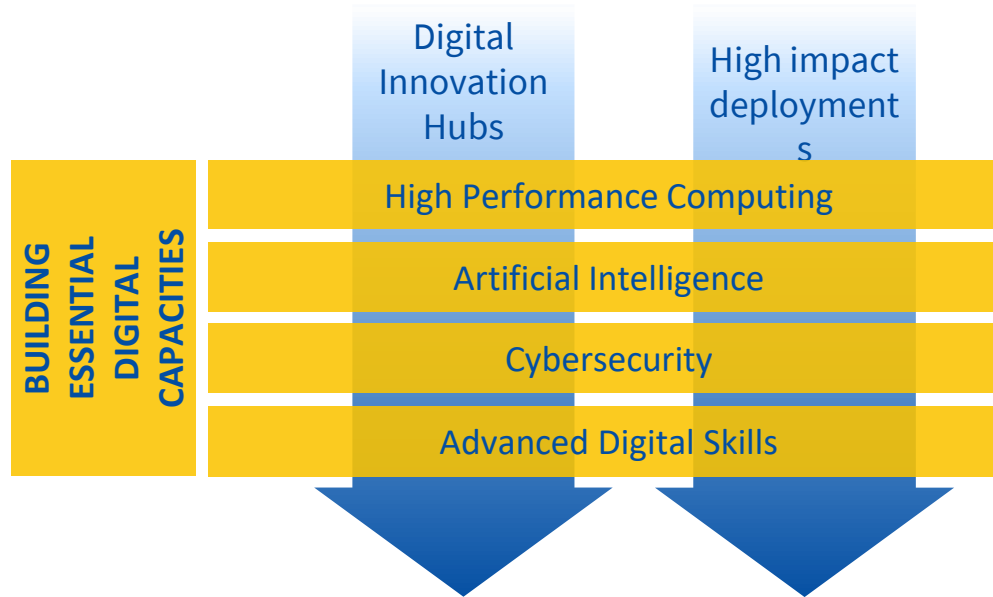 Digital
Innovation
Hubs
High impact
deployment
s
BUILDING
ESSENTIAL
DIGITAL
CAPACITIES
High Performance Computing
Artificial Intelligence
Cybersecurity
Advanced Digital Skills